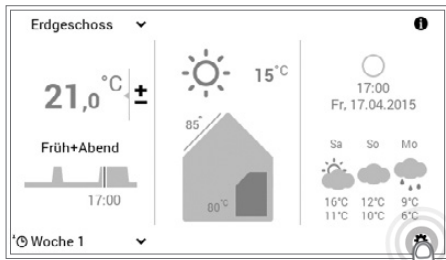 Erdgeschoss
21,0 °C ±
Früh+Abend
17:00
Woche 1
15°C
85°
80°C
17:00
Fr, 17.04.2015
Sa So Mo
16°C 12°C 9°C
11°C 10°C 6°C